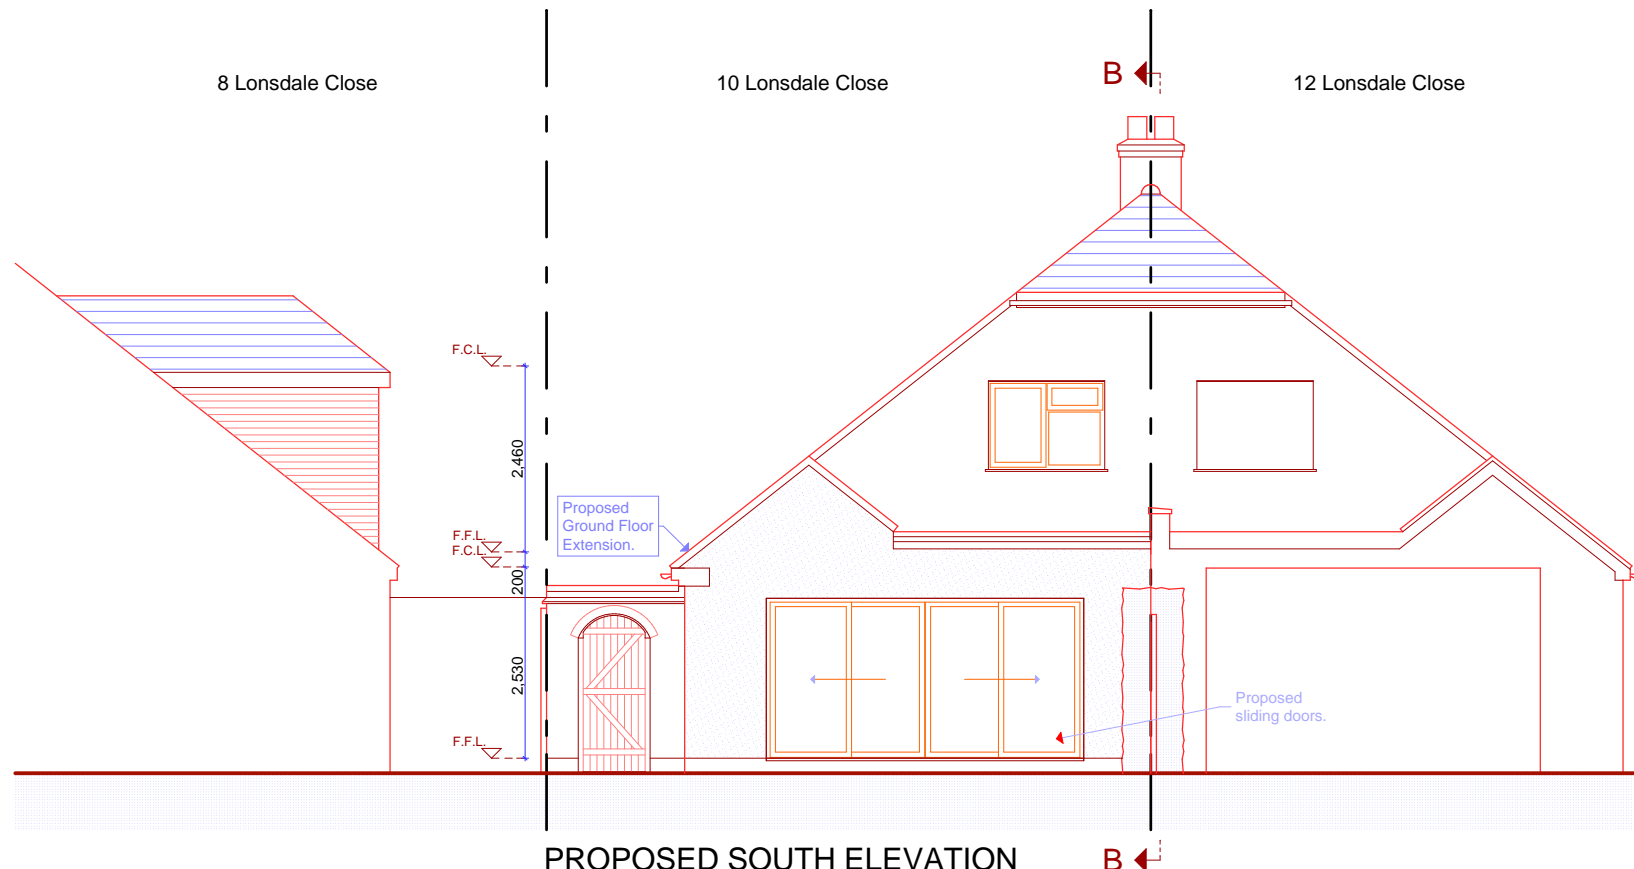 8 Lonsdale Close
10 Lonsdale Close
B
12 Lonsdale Close
F.C.L.
2,460
Proposed
Ground Floor
Extension.
F.F.L.
F.C.L.
200
2,530
Proposed
sliding doors.
F.F.L.
PROPOSED SOUTH ELEVATION
B